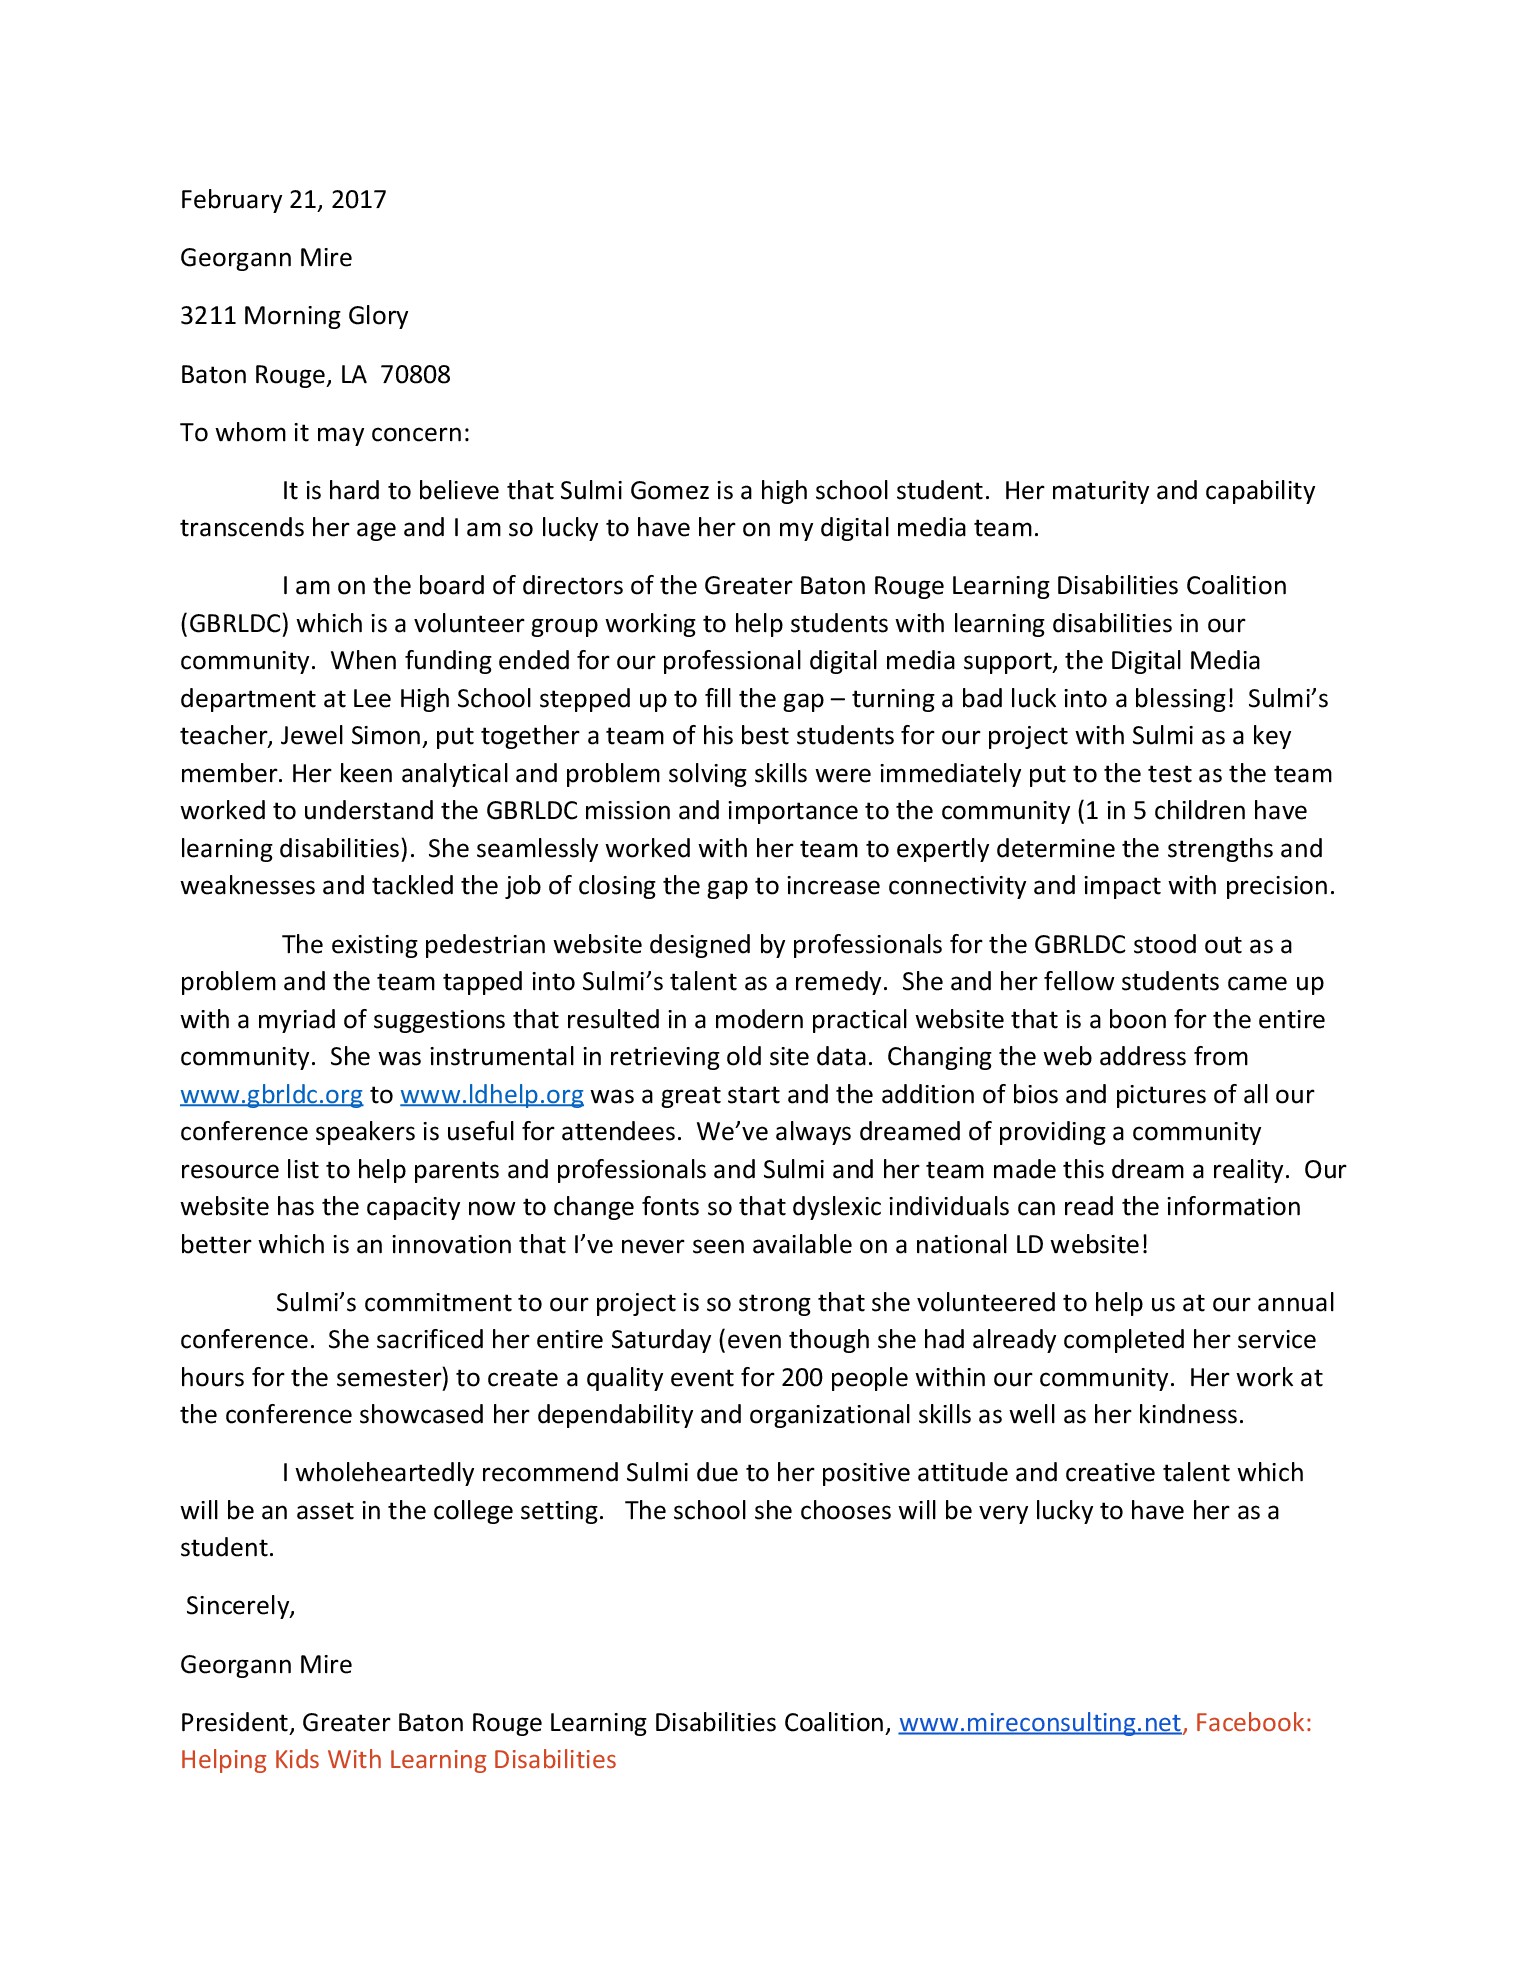 February 21, 2017
Georgann Mire
3211 Morning Glory
Baton Rouge, LA  70808
To whom it may concern:
It is hard to believe that Sulmi Gomez is a high school student.  Her maturity and capability
transcends her age and I am so lucky to have her on my digital media team.
I am on the board of directors of the Greater Baton Rouge Learning Disabilities Coalition
(GBRLDC) which is a volunteer group working to help students with learning disabilities in our
community.  When funding ended for our professional digital media support, the Digital Media
department at Lee High School stepped up to fill the gap – turning a bad luck into a blessing!  Sulmi’s
teacher, Jewel Simon, put together a team of his best students for our project with Sulmi as a key
member. Her keen analytical and problem solving skills were immediately put to the test as the team
worked to understand the GBRLDC mission and importance to the community (1 in 5 children have
learning disabilities).  She seamlessly worked with her team to expertly determine the strengths and
weaknesses and tackled the job of closing the gap to increase connectivity and impact with precision.
The existing pedestrian website designed by professionals for the GBRLDC stood out as a
problem and the team tapped into Sulmi’s talent as a remedy.  She and her fellow students came up
with a myriad of suggestions that resulted in a modern practical website that is a boon for the entire
community.  She was instrumental in retrieving old site data.  Changing the web address from
www.gbrldc.org to www.ldhelp.org was a great start and the addition of bios and pictures of all our
conference speakers is useful for attendees.  We’ve always dreamed of providing a community
resource list to help parents and professionals and Sulmi and her team made this dream a reality.  Our
website has the capacity now to change fonts so that dyslexic individuals can read the information
better which is an innovation that I’ve never seen available on a national LD website!
Sulmi’s commitment to our project is so strong that she volunteered to help us at our annual
conference.  She sacrificed her entire Saturday (even though she had already completed her service
hours for the semester) to create a quality event for 200 people within our community.  Her work at
the conference showcased her dependability and organizational skills as well as her kindness.
I wholeheartedly recommend Sulmi due to her positive attitude and creative talent which
will be an asset in the college setting.   The school she chooses will be very lucky to have her as a
student.
Sincerely,
Georgann Mire
President, Greater Baton Rouge Learning Disabilities Coalition, www.mireconsulting.net, Facebook:
Helping Kids With Learning Disabilities